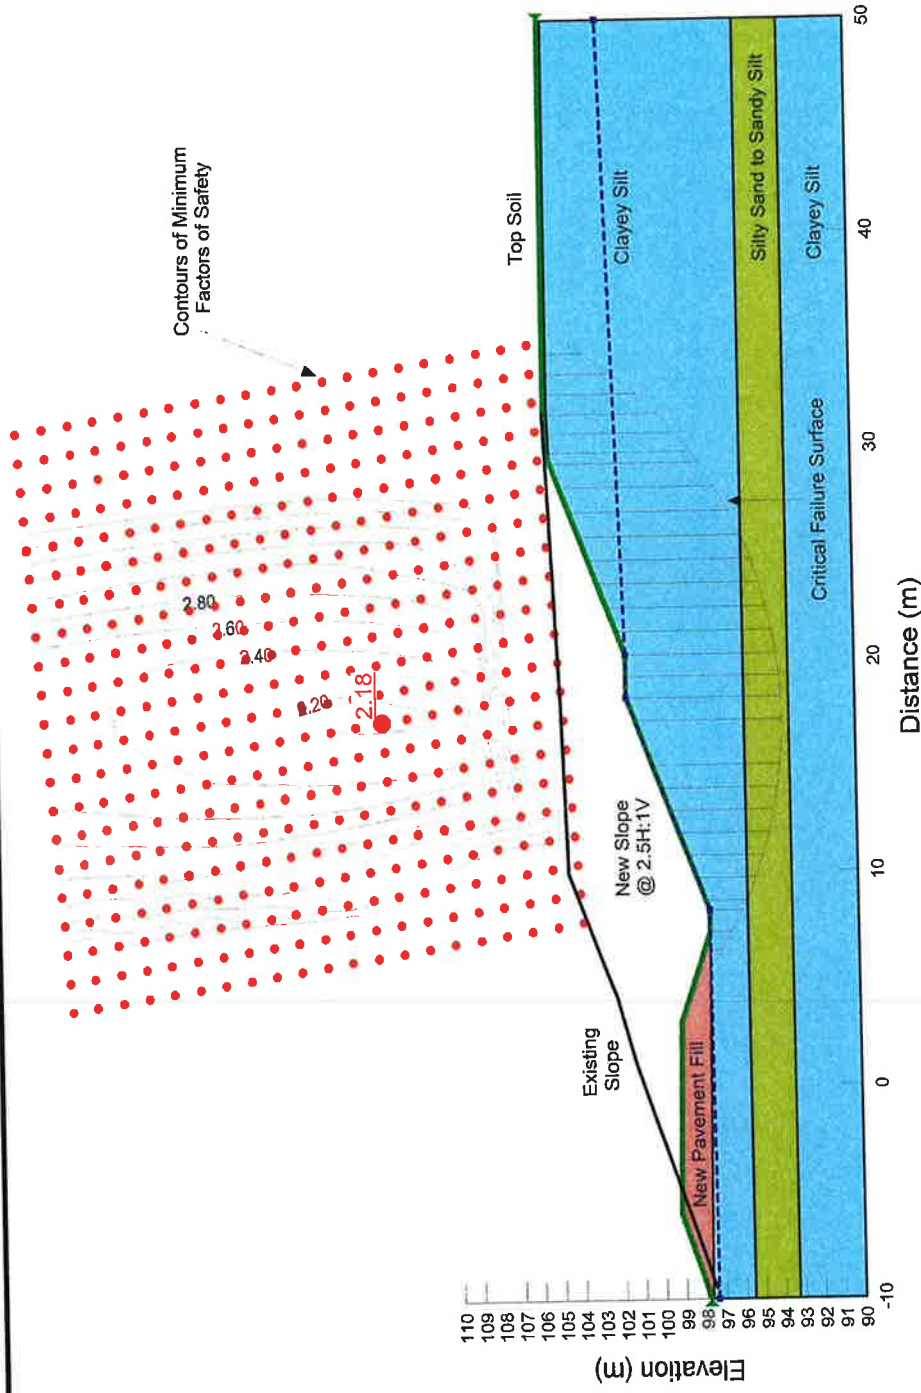 Contours of Minimum
Factors of Safety
2.80
2.60
2.40
2.20
2.18
Top Soil
Existing
Slope
New Slope
@ 2.5H:1V
Clayey Silt
New Pavement Fill
Silty Sand to Sandy Silt
Critical Failure Surface
Clayey Silt
Elevation (m)
110
109
108
107
106
105
104
103
102
101
100
99
98
97
96
95
94
93
92
91
90
-10
0
10
20
30
40
50
Distance (m)